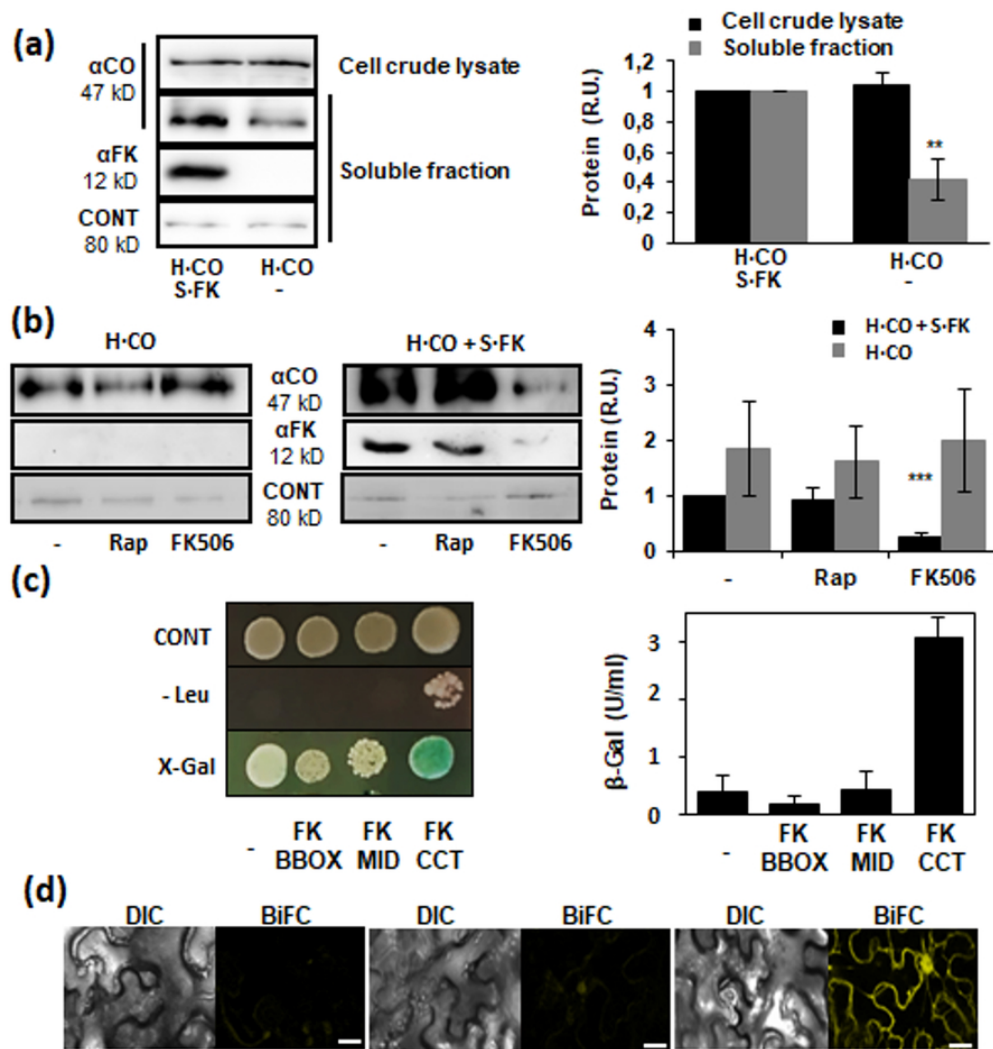 (a)
αCO
47 kD
αFK
12 kD
CONT
80 kD
Cell crude lysate
Soluble fraction
H·CO H·CO
S·FK -
Cell crude lysate
Soluble fraction
Protein (R.U.)
1,2
1
0,8
0,6
0,4
0,2
0
**
H·CO H·CO
S·FK -
(b)
H·CO
H·CO + S·FK
αCO
47 kD
αFK
12 kD
CONT
80 kD
- Rap FK506
- Rap FK506
H·CO + S·FK
H·CO
Protein (R.U.)
4
3
2
1
0
***
- Rap FK506
(c)
CONT
- Leu
X-Gal
FK FK FK
- BBOX MID CCT
β-Gal (U/ml)
3
2
1
0
FK FK FK
- BBOX MID CCT
(d)
DIC BiFC DIC BiFC DIC BiFC